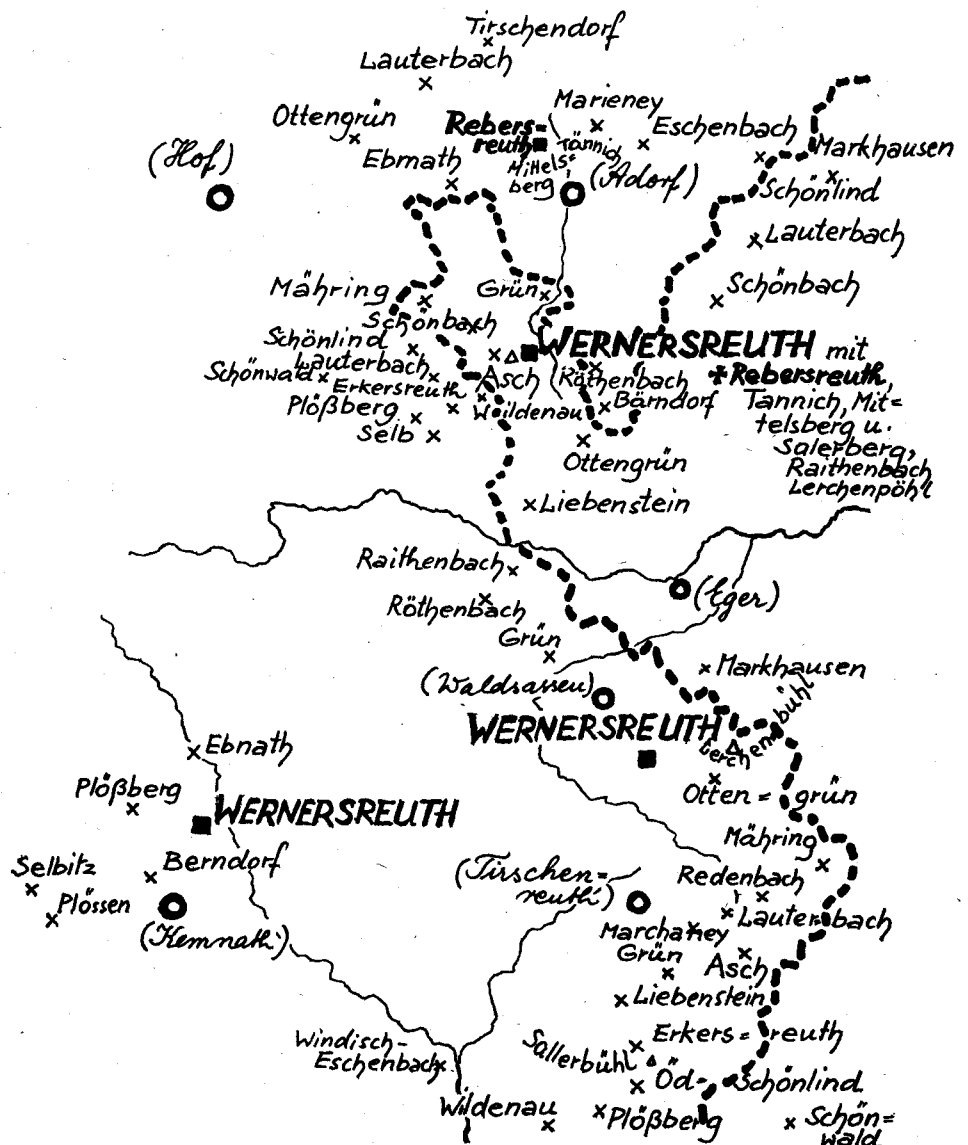 Tirschendorf
Lauterbach
Marieney
Ottengrün
Rebers=
reuth
Tännich
Mittels=
berg
Eschenbach
Markhausen
(Hof)
Ebmath
(Adorf)
Schönlind
Lauterbach
Mähring
Grün
Schönbach
Schönbach
Schönlind
WERNERSREUTH mit
Lauterbach
Schönwald
Asch
Röthenbach
Rebersreuth,
Erkersreuth
Plößberg
Wildenau
Bärndorf
Tannich, Mit=
telsberg u.
Selb
Salerberg,
Ottengrün
Raithenbach
Lerchenpöhl
Liebenstein
Raithenbach
(Eger)
Röthenbach
Grün
Markhausen
(Waldsassen)
WERNERSREUTH
Lerchenbühl
Ebnath
Otten=grün
Plößberg
WERNERSREUTH
Mähring
Selbitz
Berndorf
(Tirschen=
reuth)
Redenbach
Plössen
Lauterbach
(Kemnath)
Marchaney
Grün
Asch
Liebenstein
Windisch-
Eschenbach
Erkers=reuth
Sallerbühl
Öd-Schönlind
Wildenau
Plößberg
Schön=
wald